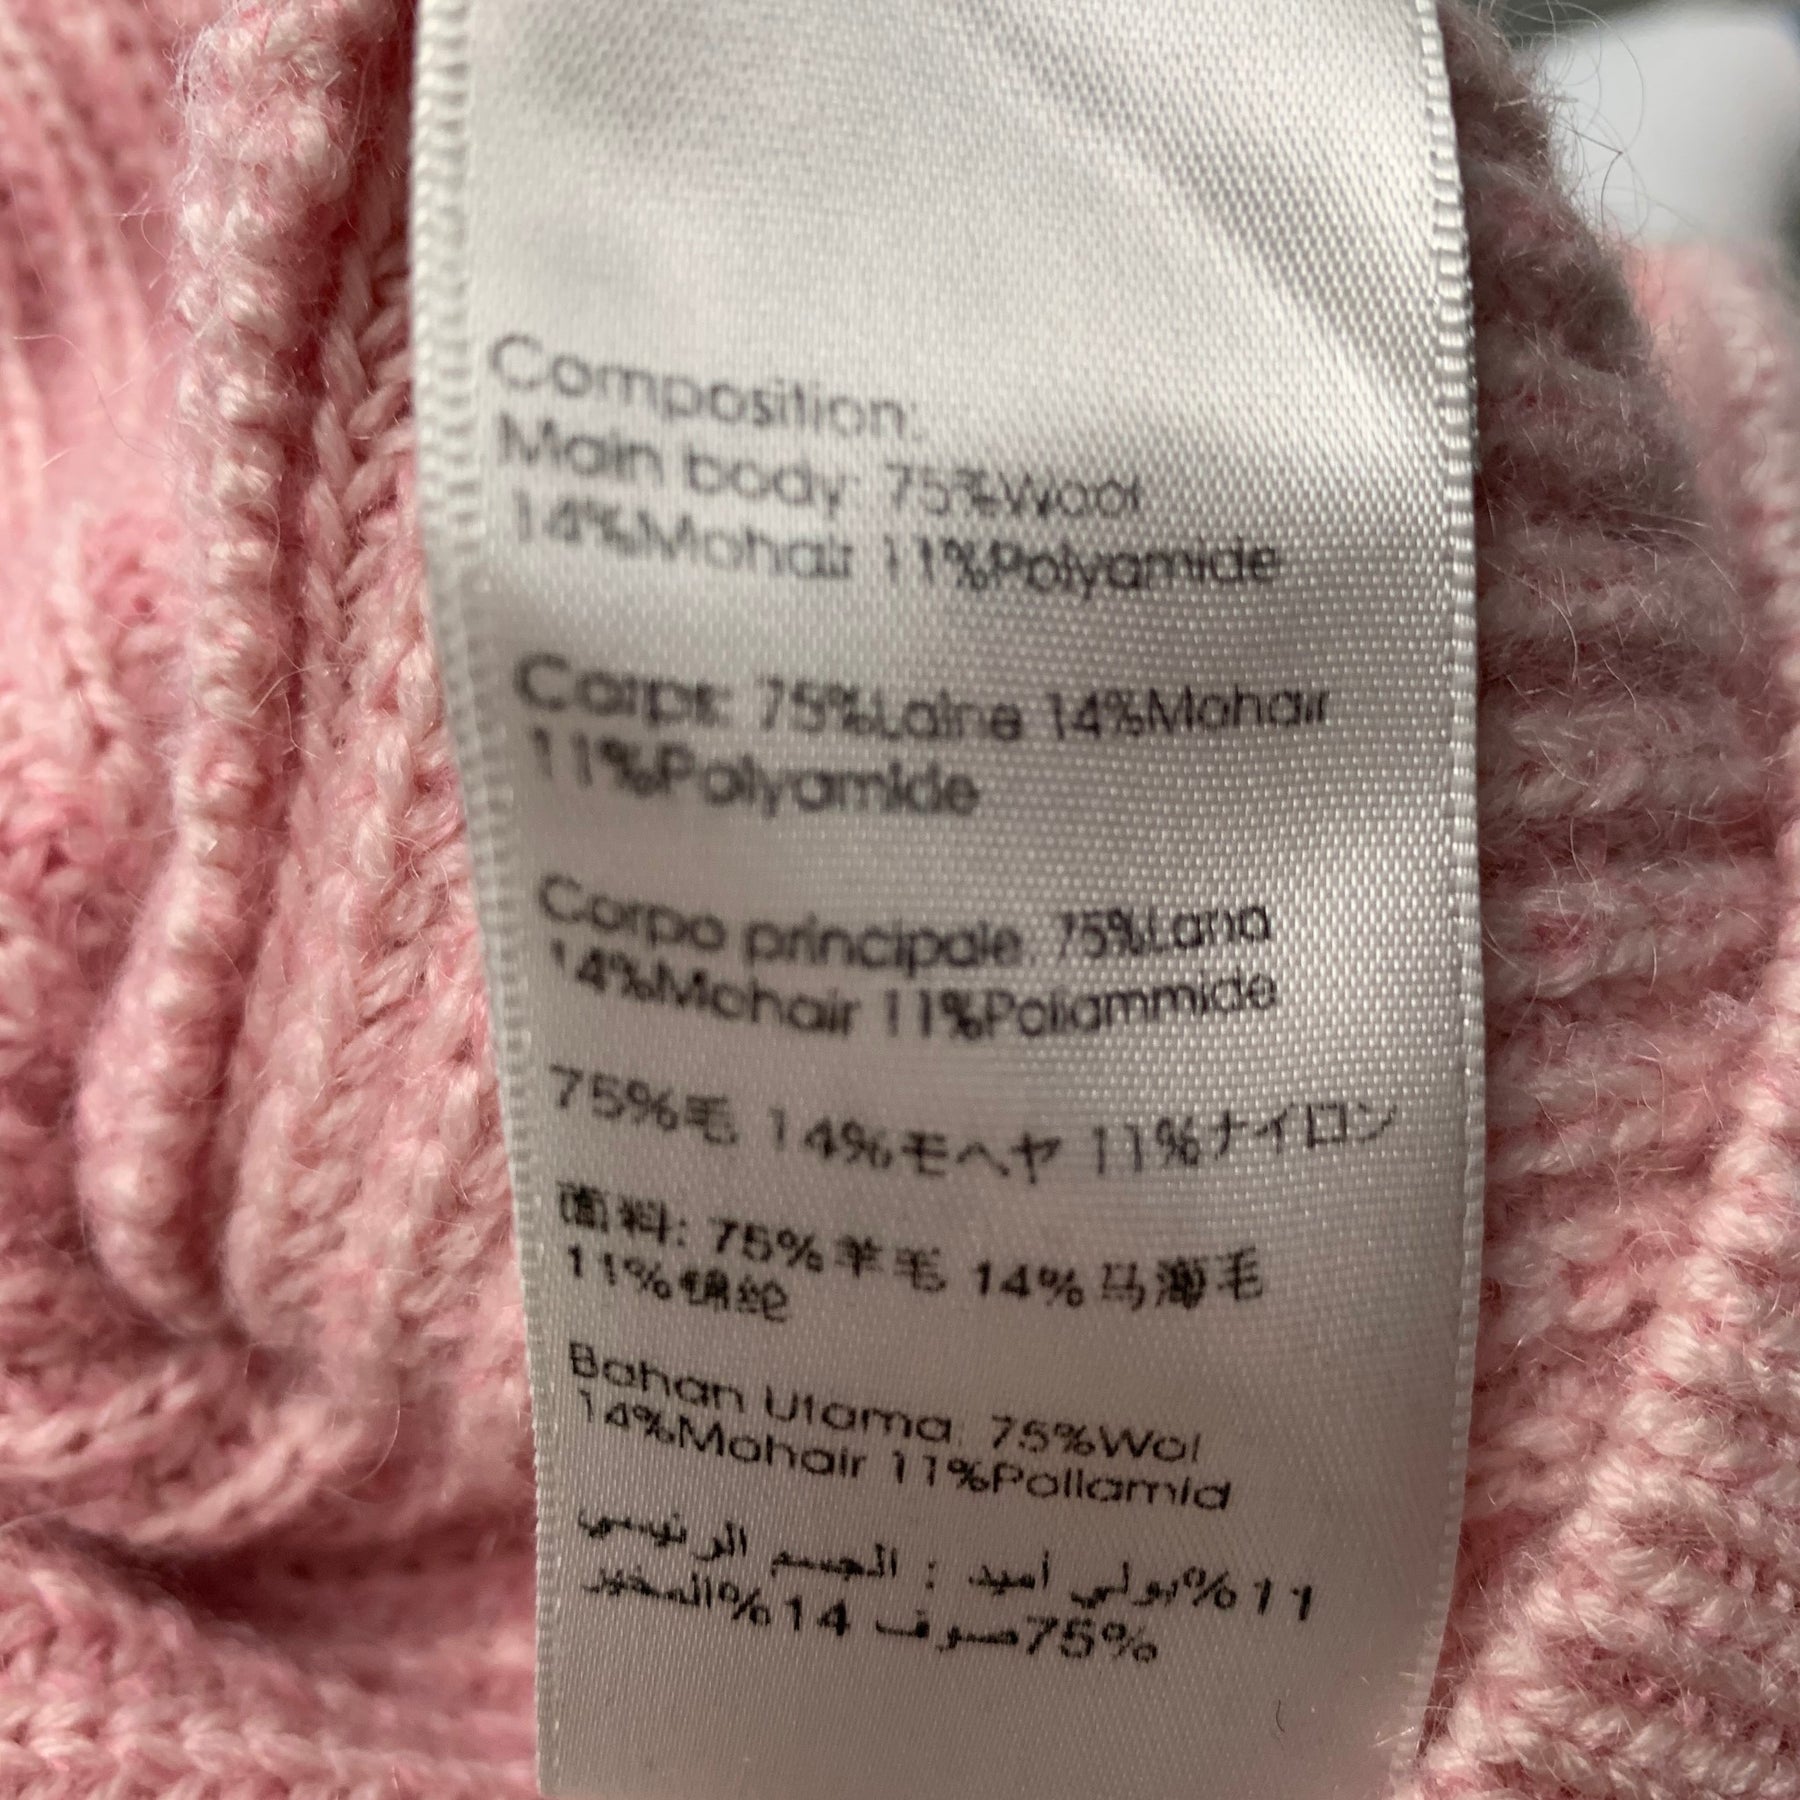 Composition:
Main body: 75%Wool
14%Mohair 11%Polyamide
Corps: 75%Laine 14%Mohair
11%Polyamide
Corpo principale: 75%Lana
14%Mohair 11%Poliammide
75%毛 14%モヘヤ 11%ナイロン
面料: 75%羊毛 14%马海毛
11%锦纶
Bahan Utama: 75%Wol
14%Mohair 11%Poliamid
11%بولي أميد : الجسم الرئيسي
75%صوف 14%المخير